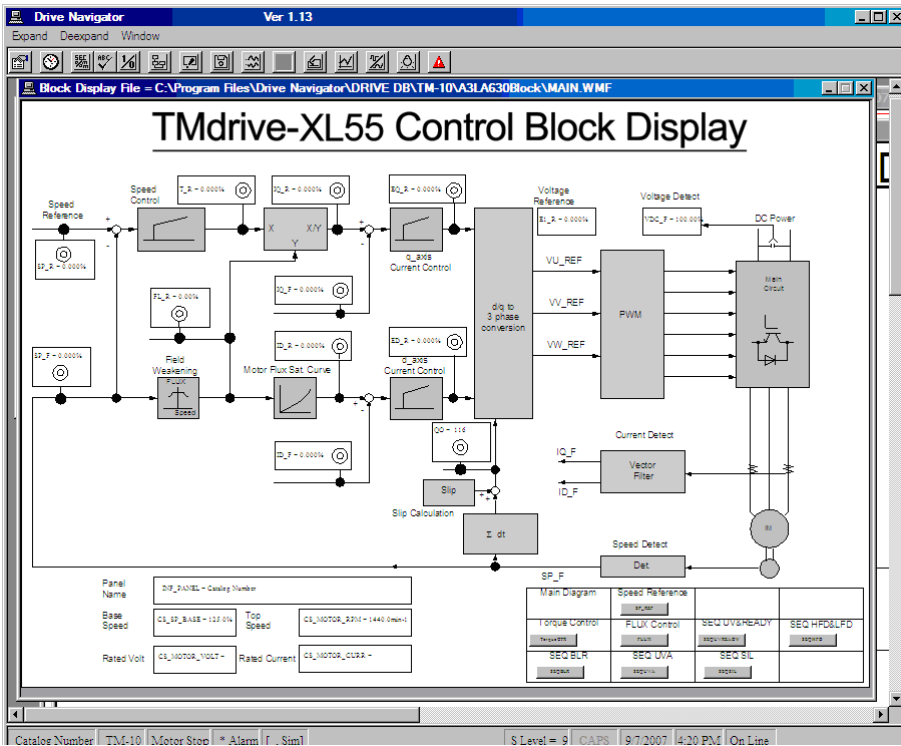 Drive Navigator Ver 1.13
Expand Deexpand Window
Block Display File = C:\Program Files\Drive Navigator\DRIVE DB\TM-10\A3LA630Block\MAIN.WMF
TMdrive-XL55 Control Block Display
Speed Reference
SP_R = 0.000%
Speed Control
T_R = 0.000%
IQ_R = 0.000%
X X/Y
Y
EQ_R = 0.000%
q_axis
Current Control
Voltage Reference
E1_R = 0.000%
Voltage Detect
VDC_F = 100.00%
DC Power
Main Circuit
FL_R = 0.00%
IQ_F = 0.000%
d/q to
3 phase
conversion
VU_REF
VV_REF
VW_REF
PWM
SP_F = 0.000%
Field Weakening
FLUX
Speed
ID_R = 0.000%
Motor Flux Sat. Curve
ED_R = 0.000%
d_axis
Current Control
ID_F = 0.000%
QO = 116
Slip
Slip Calculation
Σ dt
Current Detect
IQ_F
ID_F
Vector Filter
IM
Speed Detect
Det.
SP_F
Panel Name
DSP_PANEL = Catalog Number
Base Speed
CS_SP_BASE = 125.0%
Top Speed
CS_MOTOR_RPM = 1440.0min-1
Rated Volt
CS_MOTOR_VOLT =
Rated Current
CS_MOTOR_CURR =
Main Diagram Speed Reference
SP_REF
Torque Control FLUX Control SEQ UV&READY SEQ HFD&LFD
SEQ BLR SEQ UVA SEQ SIL
Catalog Number TM-10 Motor Stop * Alarm [ , Sim] S Level = 9 CAPS 9/7/2007 4:20 PM On Line